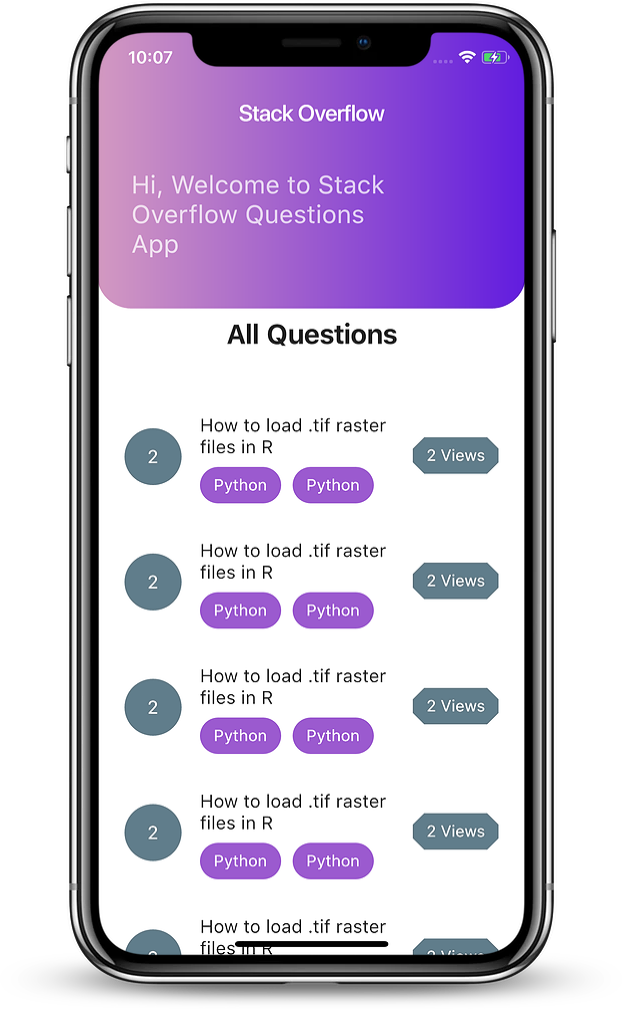 10:07
Stack Overflow
Hi, Welcome to Stack
Overflow Questions
App
All Questions
How to load .tif raster
files in R
2
2 Views
Python Python
How to load .tif raster
files in R
2
2 Views
Python Python
How to load .tif raster
files in R
2
2 Views
Python Python
How to load .tif raster
files in R
2
2 Views
Python Python
How to load .tif raster
files in R
2 Views